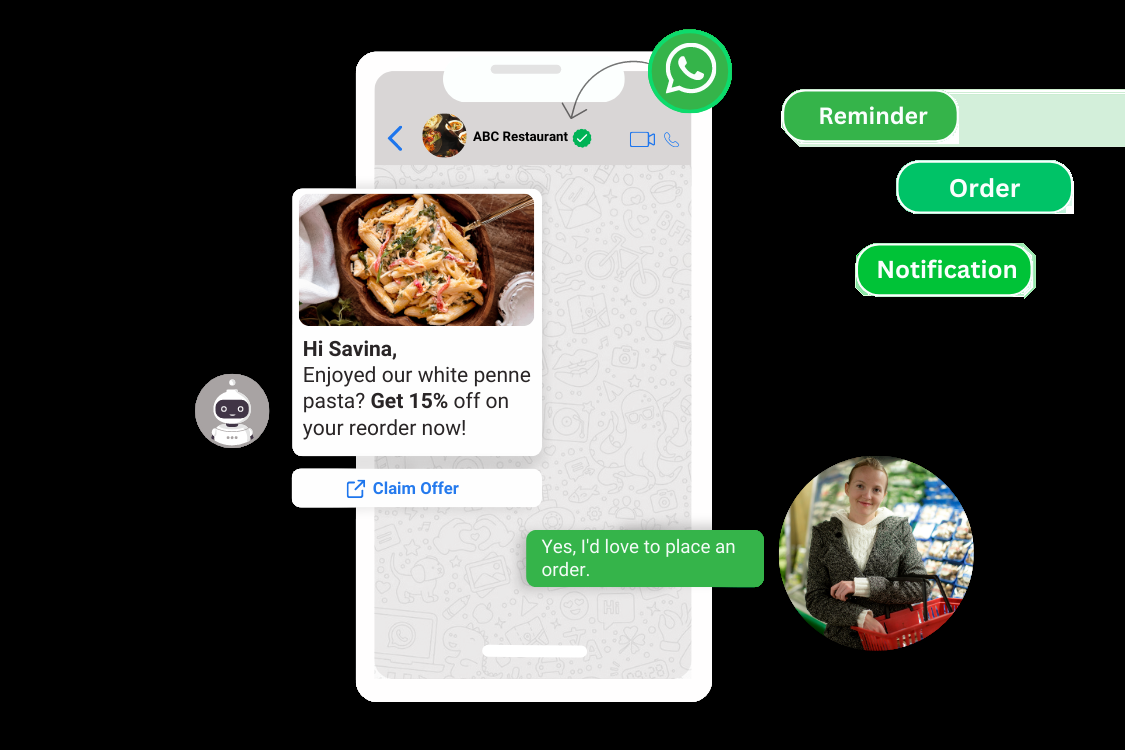 ABC Restaurant
Reminder
Order
Notification
Hi Savina,
Enjoyed our white penne
pasta? Get 15% off on
your reorder now!
Claim Offer
Yes, I'd love to place an
order.
Hi